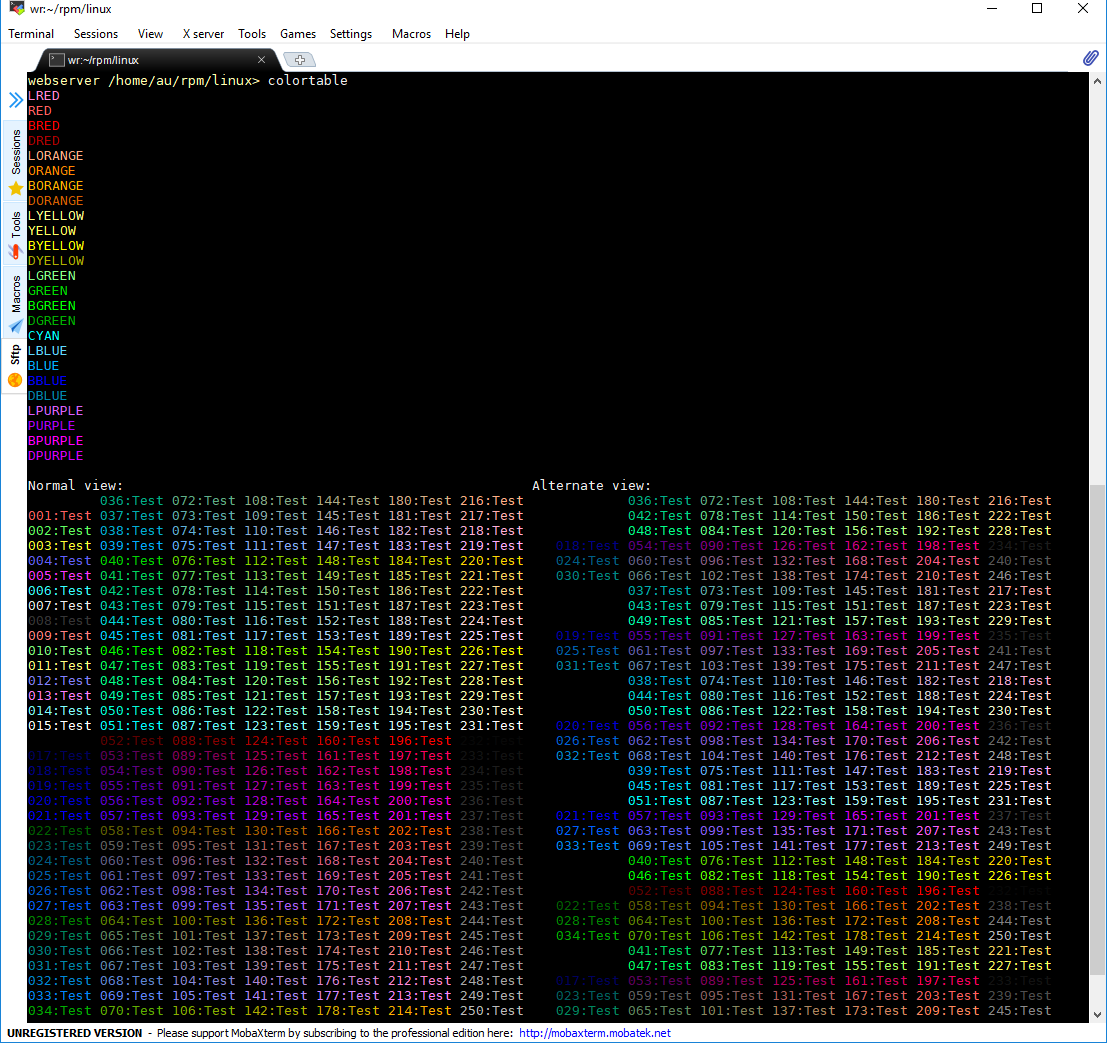 wr:~/rpm/linux
Terminal Sessions View X server Tools Games Settings Macros Help
wr:~/rpm/linux
Sessions
Tools
Macros
Sftp
webserver /home/au/rpm/linux> colortable
LRED
RED
BRED
DRED
LORANGE
ORANGE
BORANGE
DORANGE
LYELLOW
YELLOW
BYELLOW
DYELLOW
LGREEN
GREEN
BGREEN
DGREEN
CYAN
LBLUE
BLUE
BBLUE
DBLUE
LPURPLE
PURPLE
BPURPLE
DPURPLE
Normal view: Alternate view:
036:Test 072:Test 108:Test 144:Test 180:Test 216:Test 036:Test 072:Test 108:Test 144:Test 180:Test 216:Test
001:Test 037:Test 073:Test 109:Test 145:Test 181:Test 217:Test 042:Test 078:Test 114:Test 150:Test 186:Test 222:Test
002:Test 038:Test 074:Test 110:Test 146:Test 182:Test 218:Test 048:Test 084:Test 120:Test 156:Test 192:Test 228:Test
003:Test 039:Test 075:Test 111:Test 147:Test 183:Test 219:Test 018:Test 054:Test 090:Test 126:Test 162:Test 198:Test 234:Test
004:Test 040:Test 076:Test 112:Test 148:Test 184:Test 220:Test 024:Test 060:Test 096:Test 132:Test 168:Test 204:Test 240:Test
005:Test 041:Test 077:Test 113:Test 149:Test 185:Test 221:Test 030:Test 066:Test 102:Test 138:Test 174:Test 210:Test 246:Test
006:Test 042:Test 078:Test 114:Test 150:Test 186:Test 222:Test 037:Test 073:Test 109:Test 145:Test 181:Test 217:Test
007:Test 043:Test 079:Test 115:Test 151:Test 187:Test 223:Test 043:Test 079:Test 115:Test 151:Test 187:Test 223:Test
008:Test 044:Test 080:Test 116:Test 152:Test 188:Test 224:Test 049:Test 085:Test 121:Test 157:Test 193:Test 229:Test
009:Test 045:Test 081:Test 117:Test 153:Test 189:Test 225:Test 019:Test 055:Test 091:Test 127:Test 163:Test 199:Test 235:Test
010:Test 046:Test 082:Test 118:Test 154:Test 190:Test 226:Test 025:Test 061:Test 097:Test 133:Test 169:Test 205:Test 241:Test
011:Test 047:Test 083:Test 119:Test 155:Test 191:Test 227:Test 031:Test 067:Test 103:Test 139:Test 175:Test 211:Test 247:Test
012:Test 048:Test 084:Test 120:Test 156:Test 192:Test 228:Test 038:Test 074:Test 110:Test 146:Test 182:Test 218:Test
013:Test 049:Test 085:Test 121:Test 157:Test 193:Test 229:Test 044:Test 080:Test 116:Test 152:Test 188:Test 224:Test
014:Test 050:Test 086:Test 122:Test 158:Test 194:Test 230:Test 050:Test 086:Test 122:Test 158:Test 194:Test 230:Test
015:Test 051:Test 087:Test 123:Test 159:Test 195:Test 231:Test 020:Test 056:Test 092:Test 128:Test 164:Test 200:Test 236:Test
052:Test 088:Test 124:Test 160:Test 196:Test 026:Test 062:Test 098:Test 134:Test 170:Test 206:Test 242:Test
017:Test 053:Test 089:Test 125:Test 161:Test 197:Test 233:Test 032:Test 068:Test 104:Test 140:Test 176:Test 212:Test 248:Test
018:Test 054:Test 090:Test 126:Test 162:Test 198:Test 234:Test 039:Test 075:Test 111:Test 147:Test 183:Test 219:Test
019:Test 055:Test 091:Test 127:Test 163:Test 199:Test 235:Test 045:Test 081:Test 117:Test 153:Test 189:Test 225:Test
020:Test 056:Test 092:Test 128:Test 164:Test 200:Test 236:Test 051:Test 087:Test 123:Test 159:Test 195:Test 231:Test
021:Test 057:Test 093:Test 129:Test 165:Test 201:Test 237:Test 021:Test 057:Test 093:Test 129:Test 165:Test 201:Test 237:Test
022:Test 058:Test 094:Test 130:Test 166:Test 202:Test 238:Test 027:Test 063:Test 099:Test 135:Test 171:Test 207:Test 243:Test
023:Test 059:Test 095:Test 131:Test 167:Test 203:Test 239:Test 033:Test 069:Test 105:Test 141:Test 177:Test 213:Test 249:Test
024:Test 060:Test 096:Test 132:Test 168:Test 204:Test 240:Test 040:Test 076:Test 112:Test 148:Test 184:Test 220:Test
025:Test 061:Test 097:Test 133:Test 169:Test 205:Test 241:Test 046:Test 082:Test 118:Test 154:Test 190:Test 226:Test
026:Test 062:Test 098:Test 134:Test 170:Test 206:Test 242:Test 052:Test 088:Test 124:Test 160:Test 196:Test
027:Test 063:Test 099:Test 135:Test 171:Test 207:Test 243:Test 022:Test 058:Test 094:Test 130:Test 166:Test 202:Test 238:Test
028:Test 064:Test 100:Test 136:Test 172:Test 208:Test 244:Test 028:Test 064:Test 100:Test 136:Test 172:Test 208:Test 244:Test
029:Test 065:Test 101:Test 137:Test 173:Test 209:Test 245:Test 034:Test 070:Test 106:Test 142:Test 178:Test 214:Test 250:Test
030:Test 066:Test 102:Test 138:Test 174:Test 210:Test 246:Test 041:Test 077:Test 113:Test 149:Test 185:Test 221:Test
031:Test 067:Test 103:Test 139:Test 175:Test 211:Test 247:Test 047:Test 083:Test 119:Test 155:Test 191:Test 227:Test
032:Test 068:Test 104:Test 140:Test 176:Test 212:Test 248:Test 017:Test 053:Test 089:Test 125:Test 161:Test 197:Test 233:Test
033:Test 069:Test 105:Test 141:Test 177:Test 213:Test 249:Test 023:Test 059:Test 095:Test 131:Test 167:Test 203:Test 239:Test
034:Test 070:Test 106:Test 142:Test 178:Test 214:Test 250:Test 029:Test 065:Test 101:Test 137:Test 173:Test 209:Test 245:Test
UNREGISTERED VERSION - Please support MobaXterm by subscribing to the professional edition here: http://mobaxterm.mobatek.net